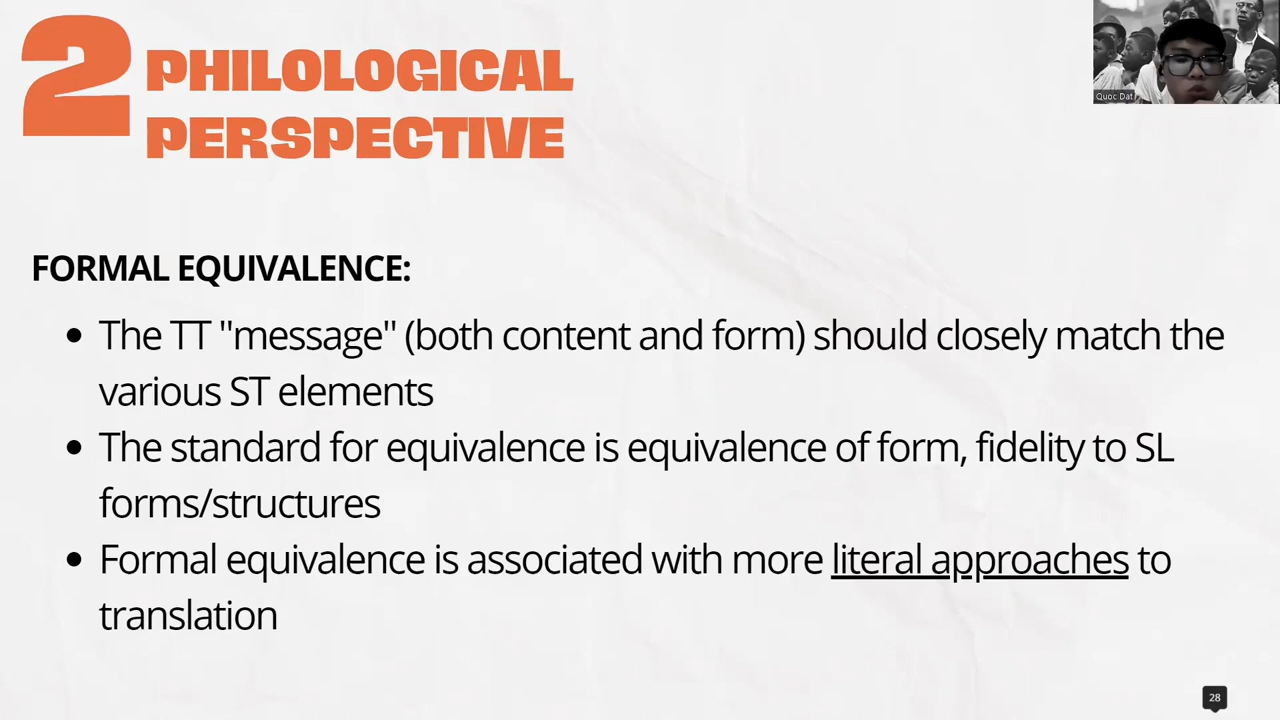 2 PHILOLOGICAL
PERSPECTIVE
Quoc Dat
FORMAL EQUIVALENCE:
• The TT "message" (both content and form) should closely match the
various ST elements
• The standard for equivalence is equivalence of form, fidelity to SL
forms/structures
• Formal equivalence is associated with more literal approaches to
translation
28